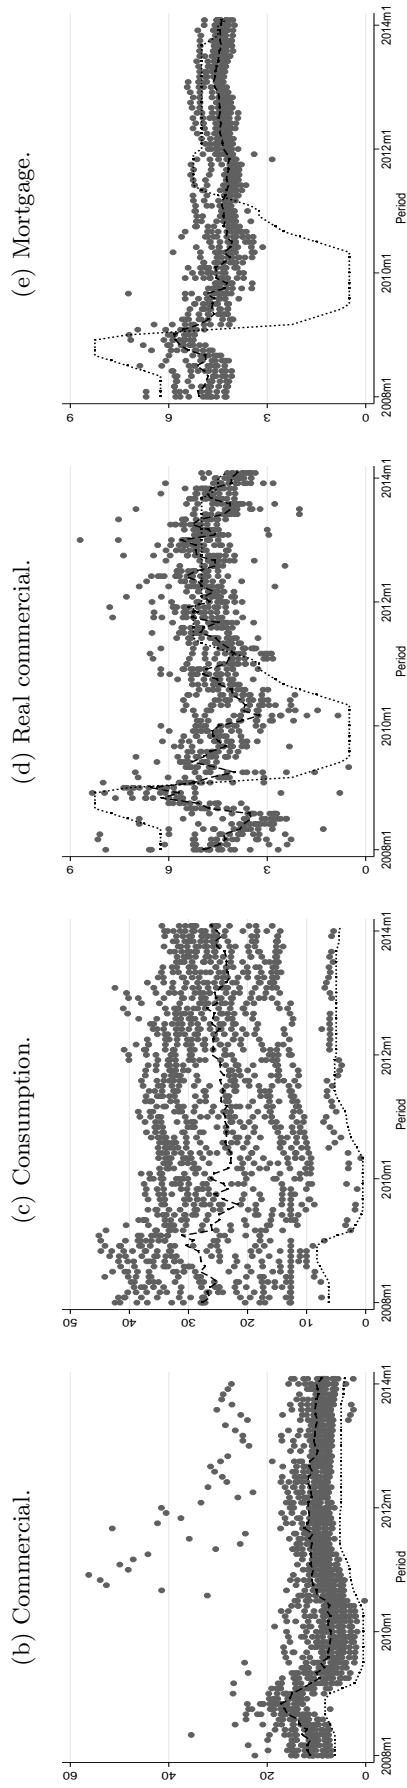 (b) Commercial.
60
40
20
0
2008m1 2010m1 2012m1 2014m1
Period
(c) Consumption.
50
40
30
20
10
0
2008m1 2010m1 2012m1 2014m1
Period
(d) Real commercial.
9
6
3
0
2008m1 2010m1 2012m1 2014m1
Period
(e) Mortgage.
9
6
3
0
2008m1 2010m1 2012m1 2014m1
Period